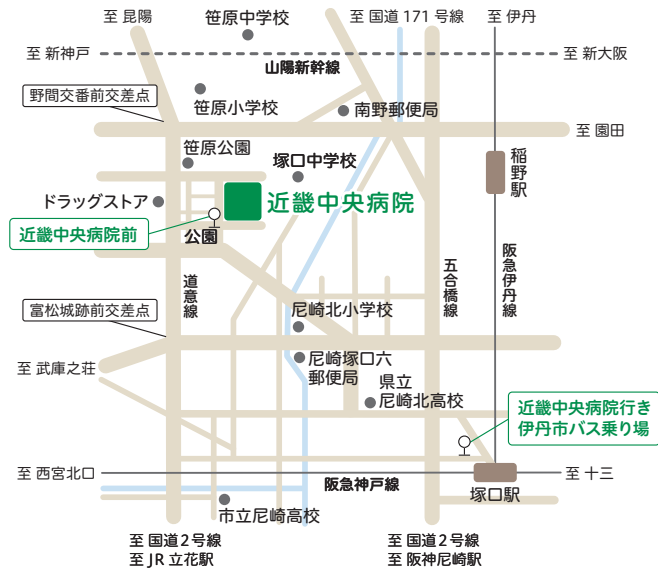 至 昆陽
笹原中学校
至 国道 171 号線
至 伊丹
至 新神戸
山陽新幹線
至 新大阪
野間交番前交差点
笹原小学校
南野郵便局
至 園田
笹原公園
塚口中学校
稲野駅
ドラッグストア
近畿中央病院
近畿中央病院前
公園
道意線
五合橋線
阪急伊丹線
富松城跡前交差点
尼崎北小学校
至 武庫之荘
尼崎塚口六
郵便局
県立
尼崎北高校
近畿中央病院行き
伊丹市バス乗り場
至 西宮北口
阪急神戸線
至 十三
塚口駅
市立尼崎高校
至 国道2号線
至 JR 立花駅
至 国道2号線
至 阪神尼崎駅